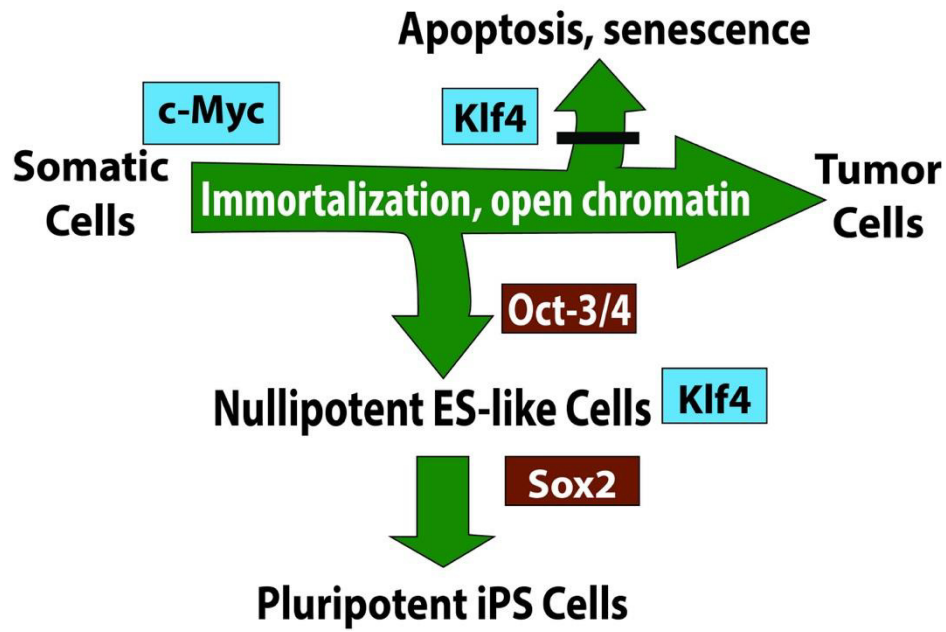 Apoptosis, senescence
c-Myc
Klf4
Somatic
Cells
Immortalization, open chromatin
Tumor
Cells
Oct-3/4
Nullipotent ES-like Cells
Klf4
Sox2
Pluripotent iPS Cells